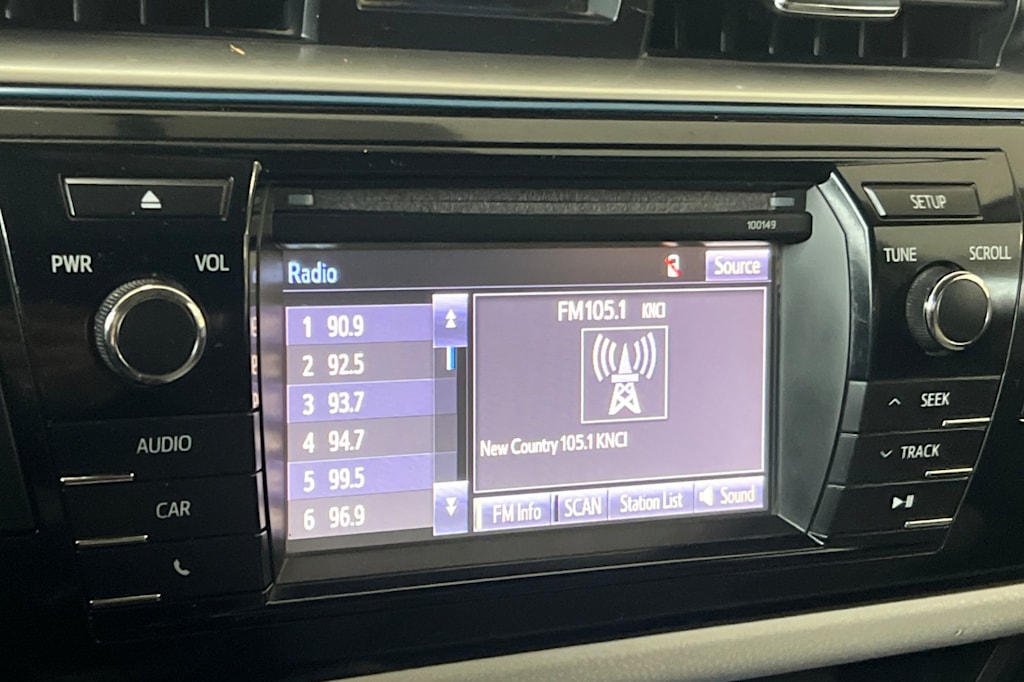 100149
SETUP
PWR VOL
TUNE SCROLL
Radio Source
FM105.1 KNCI
1 90.9
2 92.5
3 93.7
4 94.7
5 99.5
6 96.9
New Country 105.1 KNCI
FM Info SCAN Station List Sound
AUDIO
CAR
SEEK
TRACK